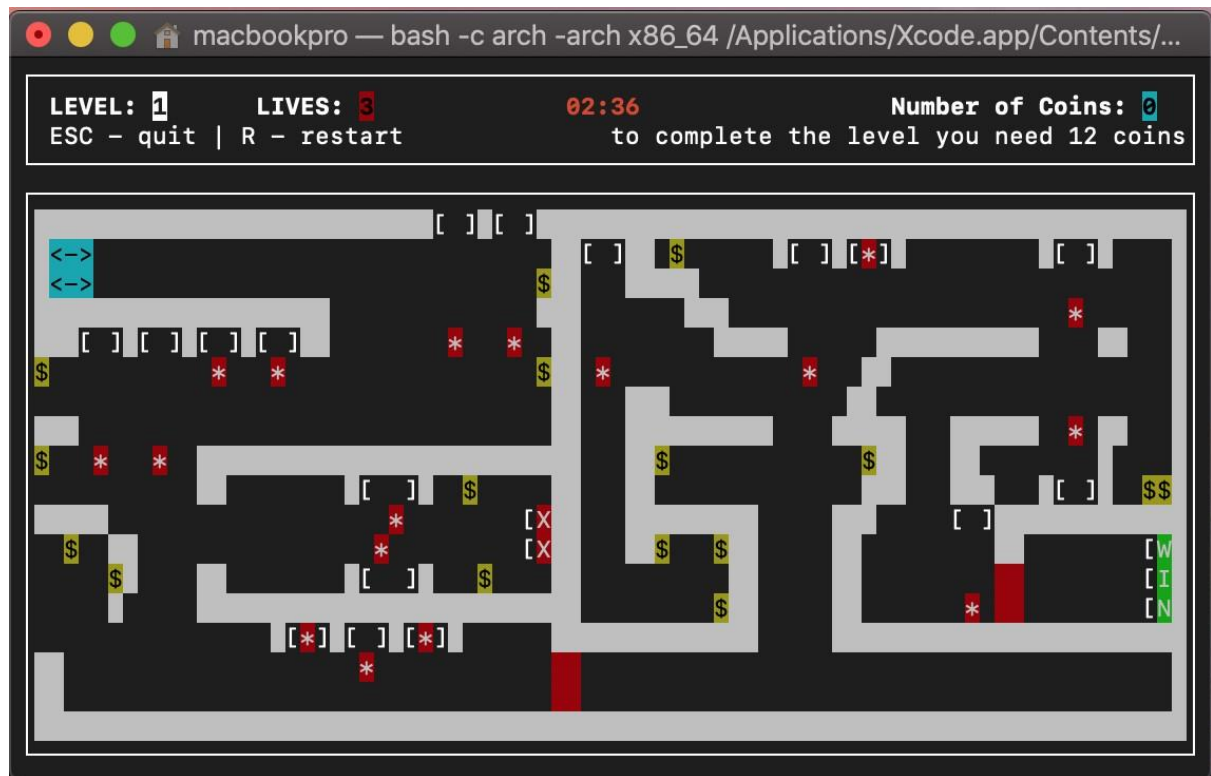 macbookpro — bash -c arch -arch x86_64 /Applications/Xcode.app/Contents/...
LEVEL: 1 LIVES: 3 02:36 Number of Coins: 0
ESC – quit | R – restart to complete the level you need 12 coins
[ ] [ ]
<-> [ ] $ [ ] [*] [ ]
<-> $
*
[ ] [ ] [ ] [ ] * *
$ * * $ * *
*
$ * * $ $
[ ] $ [ ] $$
* [X [ ]
$ * [X $ $ [W
$ [ ] $ [I
$ * [N
[*] [ ] [*]
*